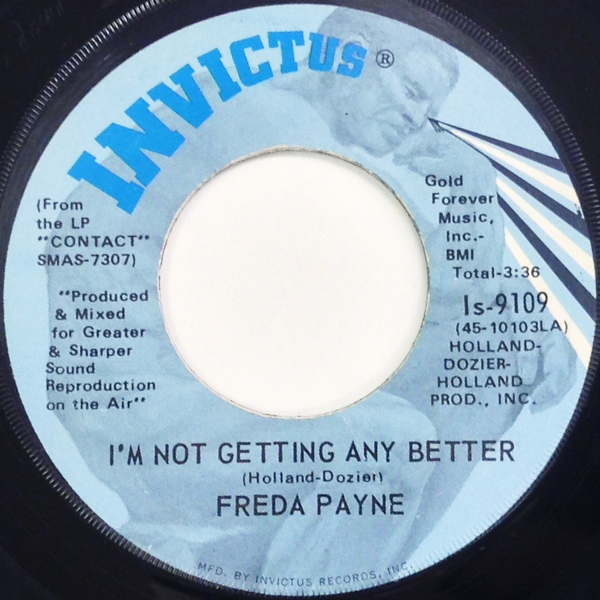 INVICTUS®
(From
the LP
"CONTACT"
SMAS-7307)
"Produced
& Mixed
for Greater
& Sharper
Sound
Reproduction
on the Air"
Gold
Forever
Music,
Inc.-
BMI
Total-3:36
Is-9109
(45-10103LA)
HOLLAND-
DOZIER-
HOLLAND
PROD., INC.
I'M NOT GETTING ANY BETTER
(Holland-Dozier)
FREDA PAYNE
MFD. BY INVICTUS RECORDS, INC.